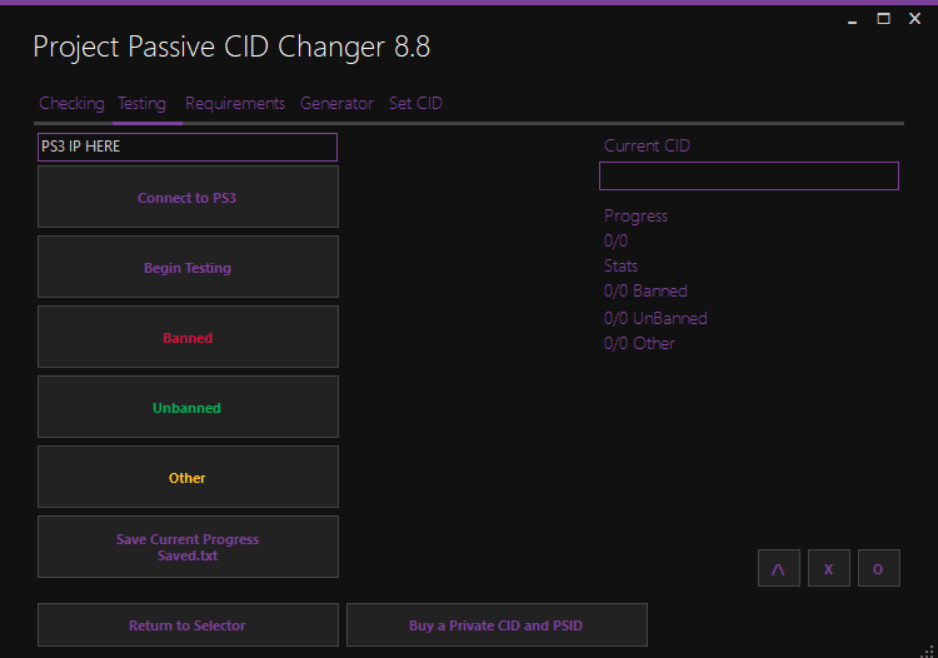 Project Passive CID Changer 8.8
Checking Testing Requirements Generator Set CID
PS3 IP HERE
Connect to PS3
Begin Testing
Banned
Unbanned
Other
Save Current Progress
Saved.txt
Current CID
Progress
0/0
Stats
0/0 Banned
0/0 UnBanned
0/0 Other
Λ X O
Return to Selector
Buy a Private CID and PSID